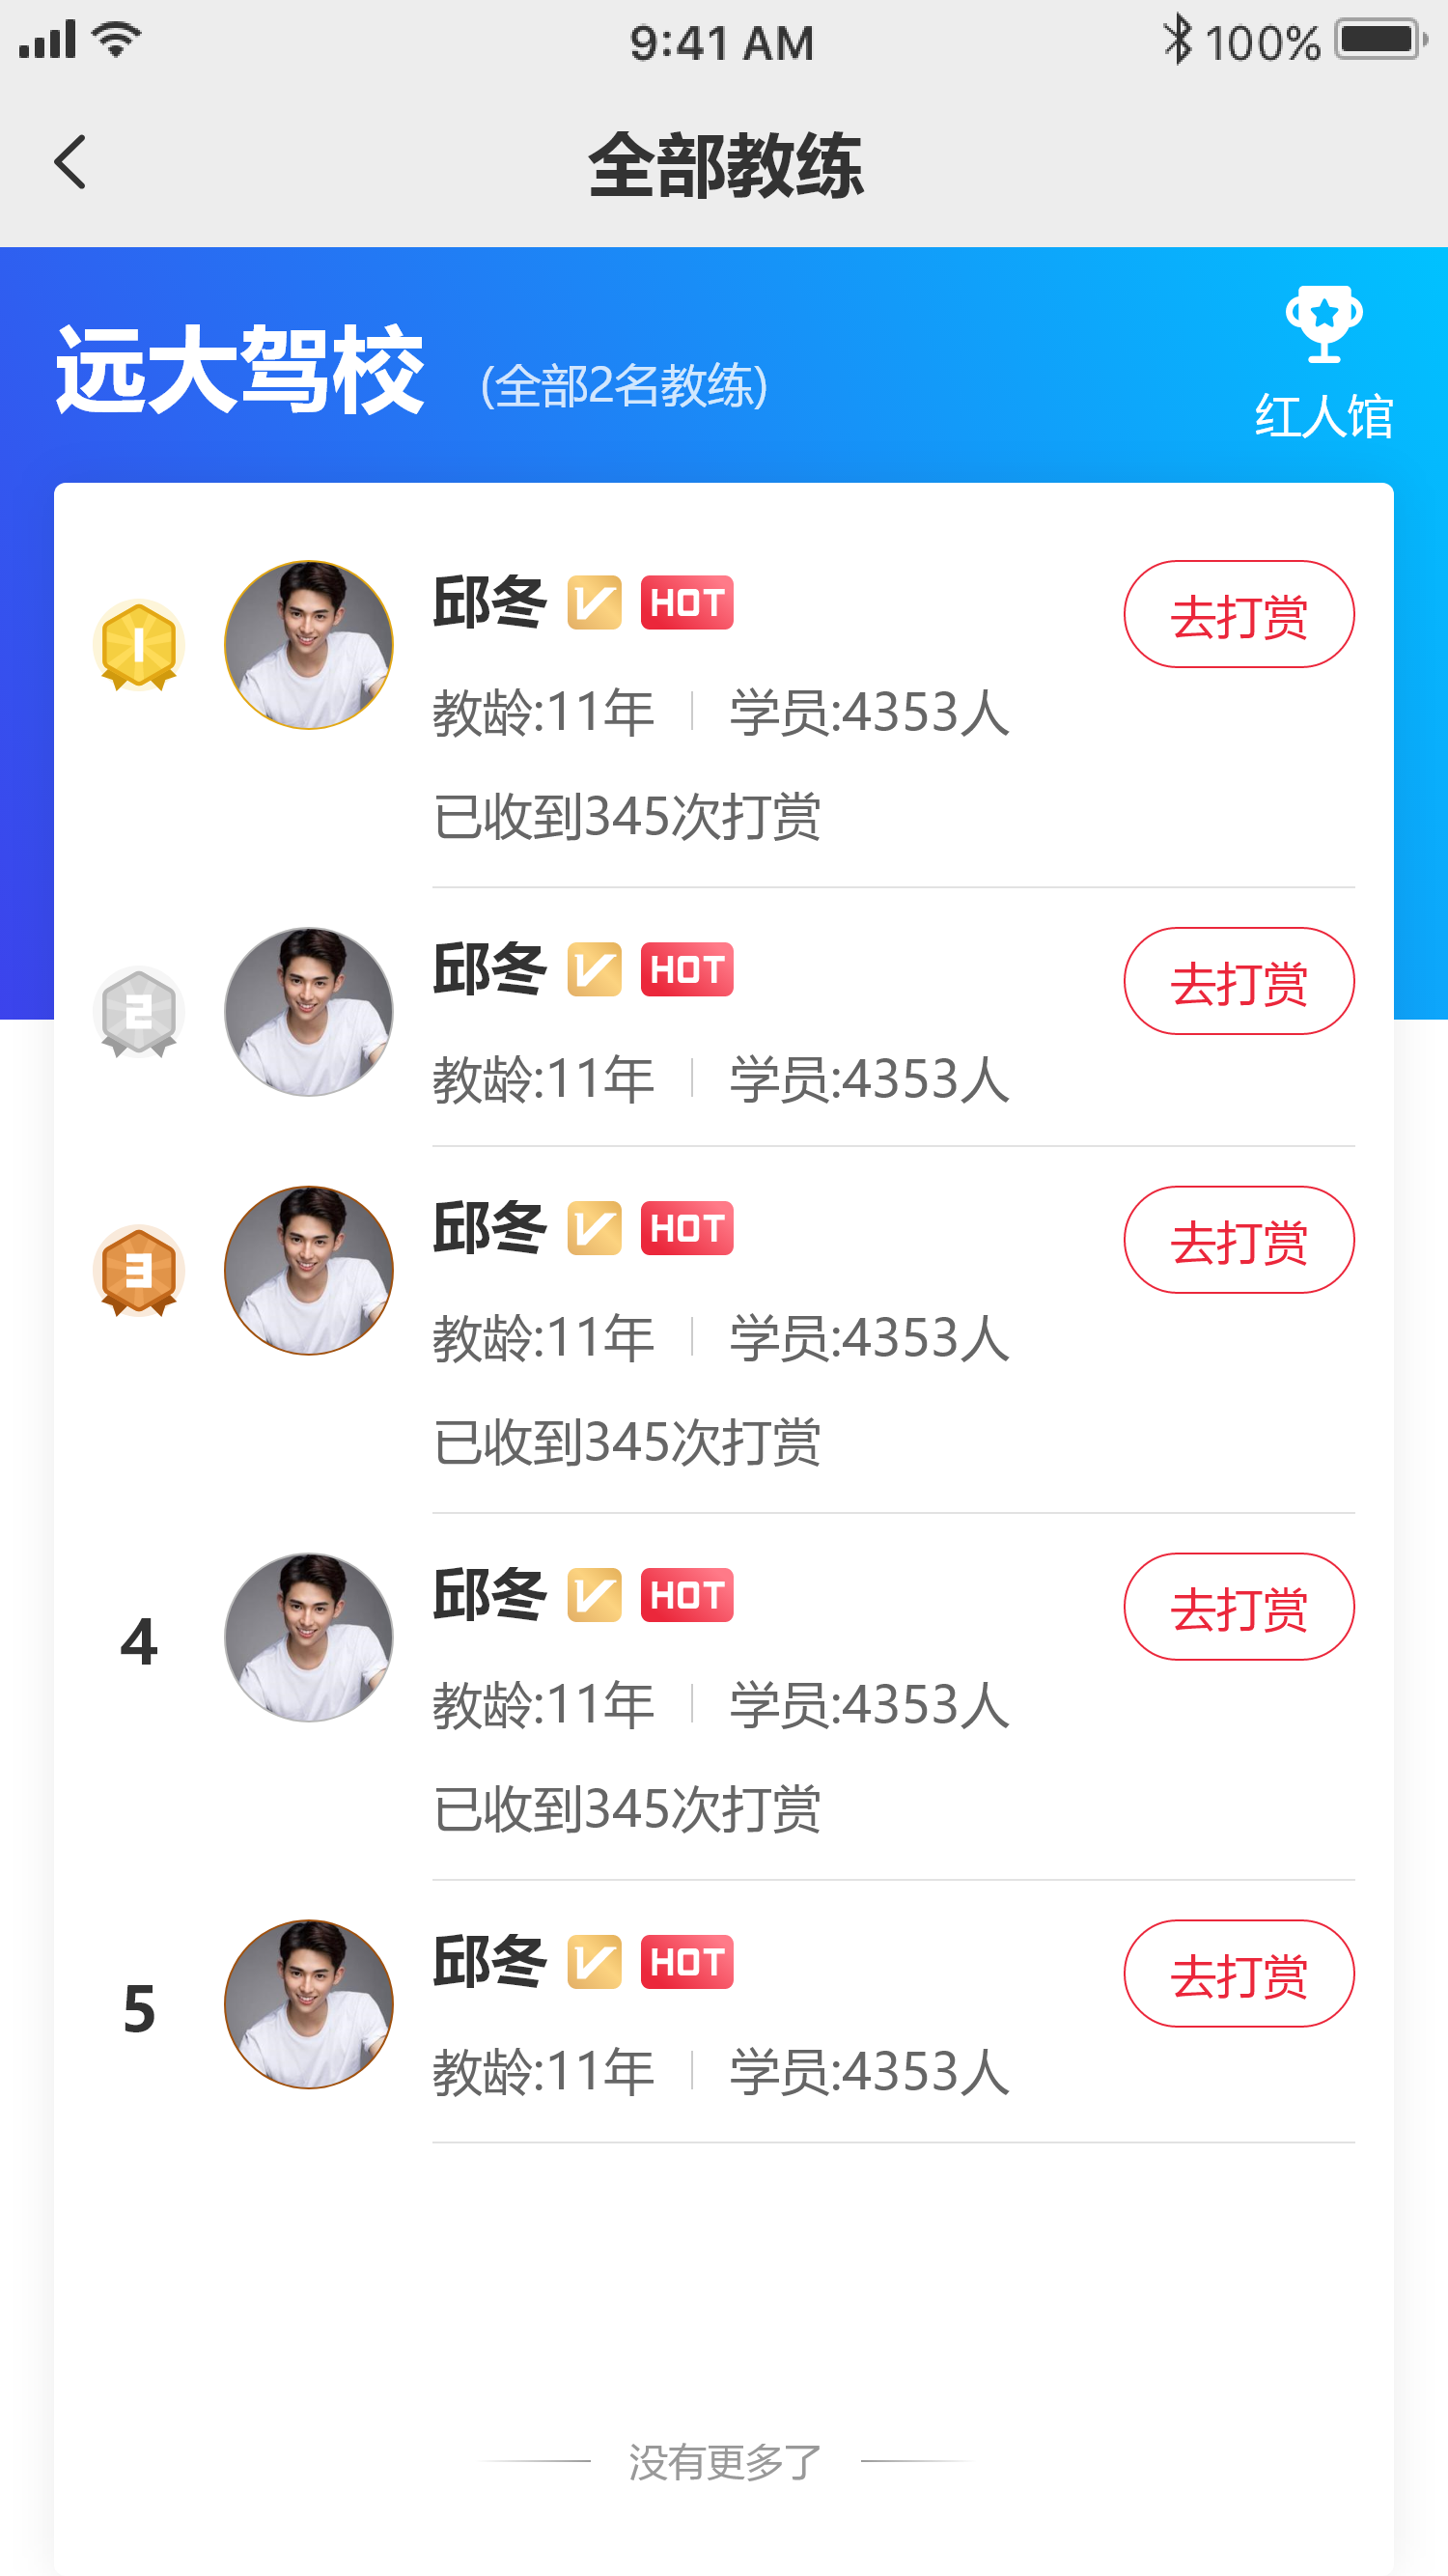 9:41 AM 100%
全部教练
远大驾校 (全部2名教练)
红人馆
1
邱冬 V HOT 去打赏
教龄:11年 学员:4353人
已收到345次打赏
2
邱冬 V HOT 去打赏
教龄:11年 学员:4353人
3
邱冬 V HOT 去打赏
教龄:11年 学员:4353人
已收到345次打赏
4
邱冬 V HOT 去打赏
教龄:11年 学员:4353人
已收到345次打赏
5
邱冬 V HOT 去打赏
教龄:11年 学员:4353人
没有更多了